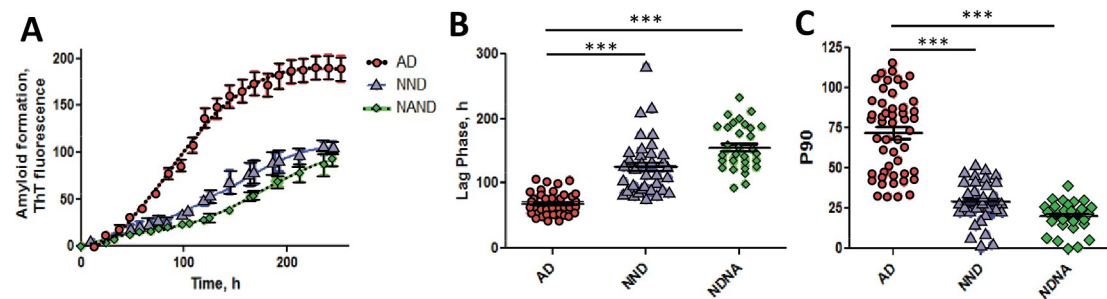 A
Amyloid formation,
ThT fluorescence
200
150
100
50
0
0
100
200
Time, h
AD
NND
NAND
B
***
***
Lag Phase, h
300
200
100
0
AD
NND
NDNA
C
***
***
P90
125
100
75
50
25
0
AD
NND
NDNA